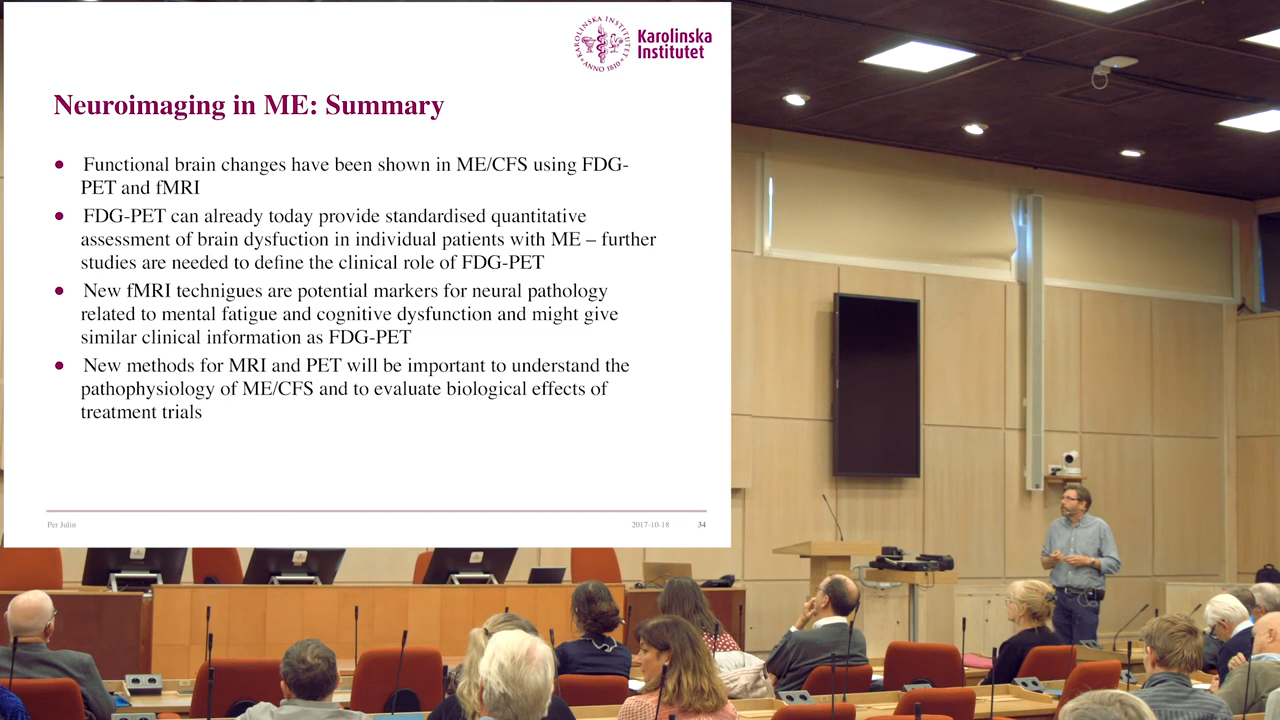 KAROLINSKA INSTITUTET
ANNO 1810
Karolinska
Institutet
Neuroimaging in ME: Summary
● Functional brain changes have been shown in ME/CFS using FDG-
PET and fMRI
● FDG-PET can already today provide standardised quantitative
assessment of brain dysfuction in individual patients with ME – further
studies are needed to define the clinical role of FDG-PET
● New fMRI technigues are potential markers for neural pathology
related to mental fatigue and cognitive dysfunction and might give
similar clinical information as FDG-PET
● New methods for MRI and PET will be important to understand the
pathophysiology of ME/CFS and to evaluate biological effects of
treatment trials
Per Julin
2017-10-18
34